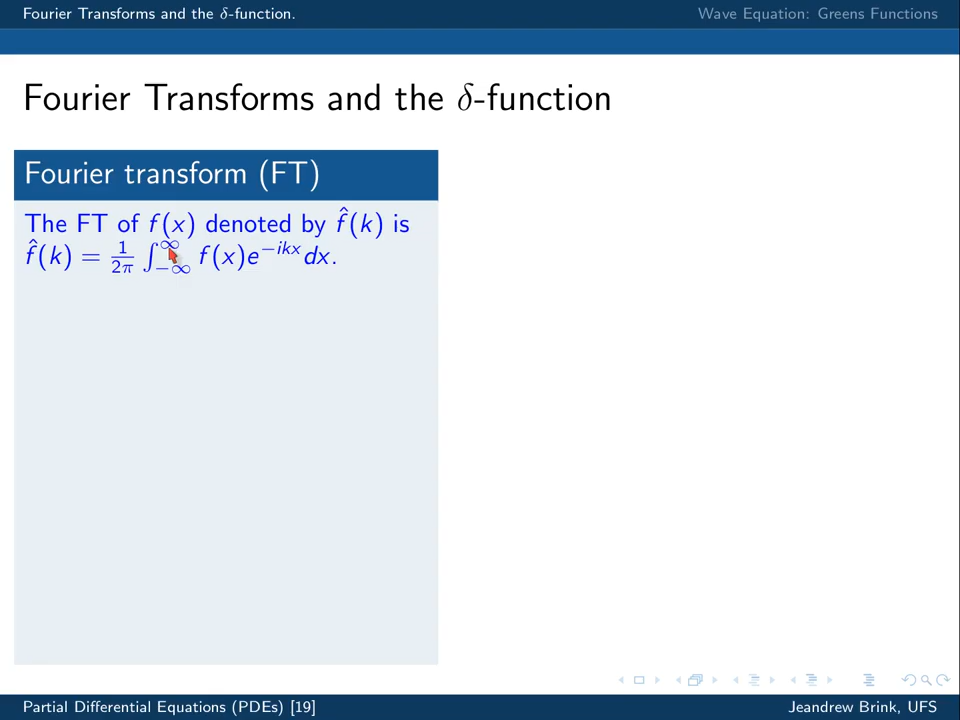 Fourier Transforms and the δ-function.
Wave Equation: Greens Functions
Fourier Transforms and the δ-function
Fourier transform (FT)
The FT of f(x) denoted by f̂(k) is
f̂(k) = 1/2π ∫_{−∞}^{∞} f(x)e^{−ikx}dx.
Partial Differential Equations (PDEs) [19]
Jeandrew Brink, UFS